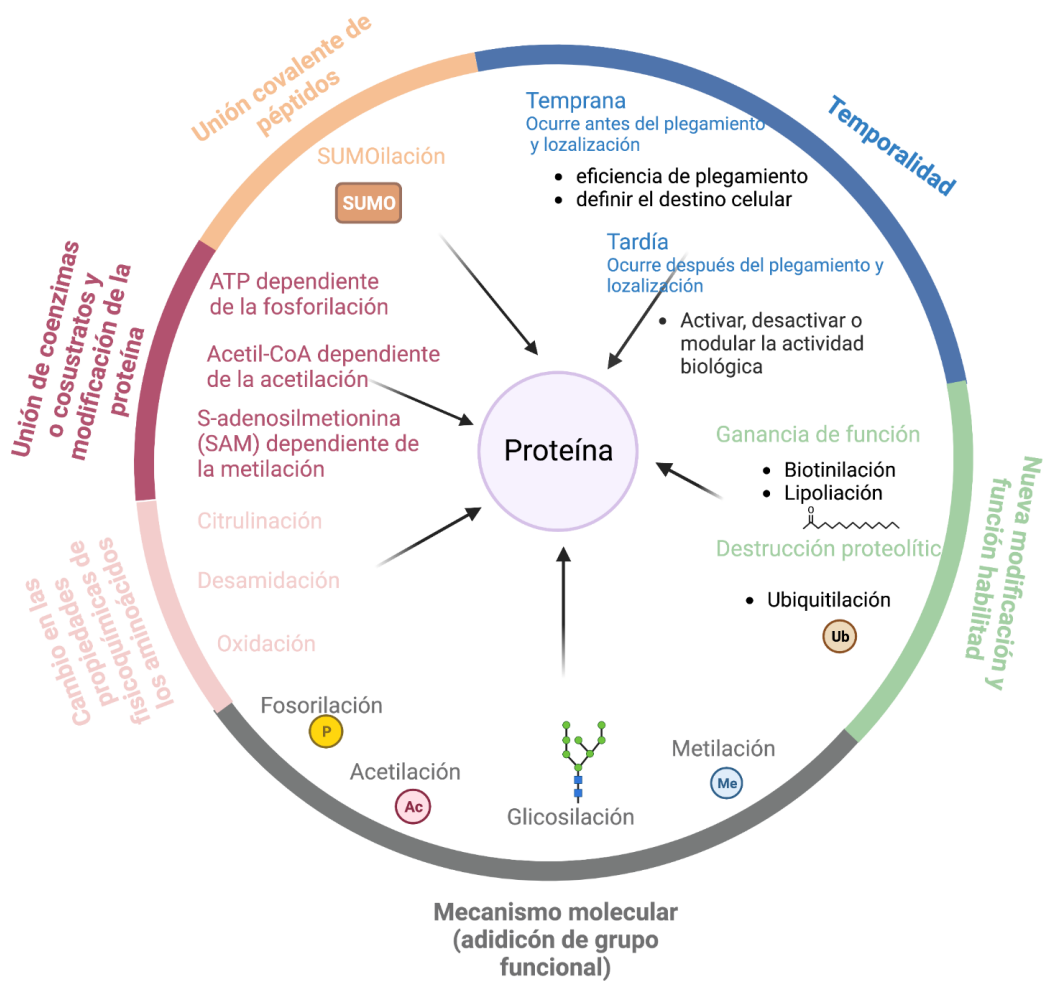 Unión covalente de
péptidos
SUMOilación
SUMO
Temporalidad
Temprana
Ocurre antes del plegamiento
y lozalización
• eficiencia de plegamiento
• definir el destino celular
Tardía
Ocurre después del plegamiento y
lozalización
• Activar, desactivar o
modular la actividad
biológica
Unión de coenzimas
o cosustratos y
modificación de la
proteína
ATP dependiente
de la fosforilación
Acetil-CoA dependiente
de la acetilación
S-adenosilmetionina
(SAM) dependiente de
la metilación
Proteína
Nueva modificación y
función habilitad
Ganancia de función
• Biotinilación
• Lipoliación
O
Destrucción proteolític
• Ubiquitilación
Ub
Cambio en las
propiedades
fisicoquímicas de
los aminoácidos
Citrulinación
Desamidación
Oxidación
Fosorilación
P
Acetilación
Ac
Glicosilación
Metilación
Me
Mecanismo molecular
(adidicón de grupo
funcional)